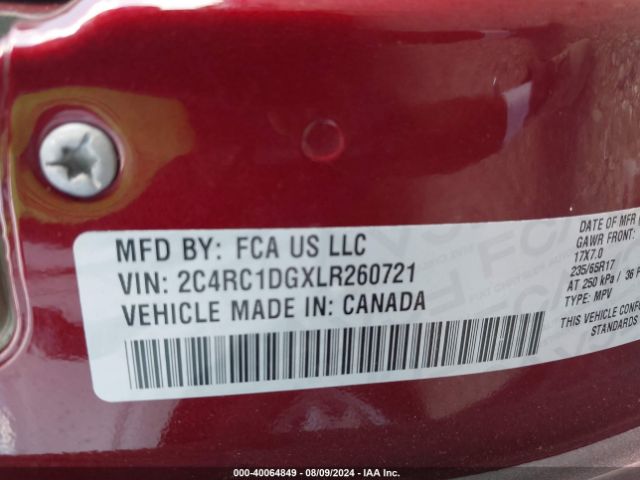 MFD BY: FCA US LLC
VIN: 2C4RC1DGXLR260721
VEHICLE MADE IN: CANADA
DATE OF MFR
GAWR FRONT:
17X7.0
235/65R17
AT 250 kPa / 36 P
TYPE: MPV
THIS VEHICLE CONFO
STANDARDS
000-40064849 - 08/09/2024 - IAA Inc.